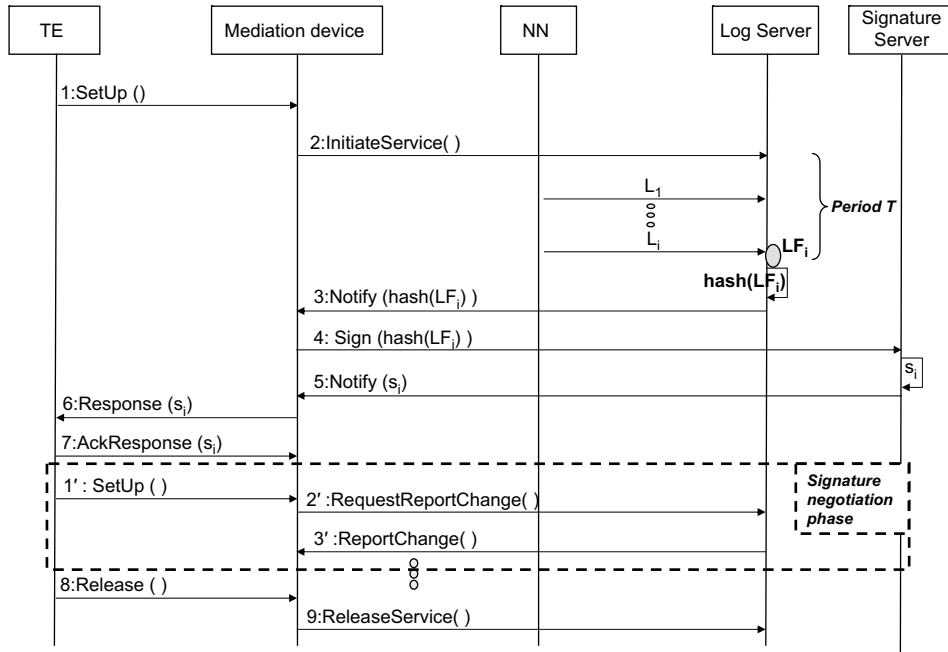 TE
Mediation device
NN
Log Server
Signature
Server
1:SetUp ()
2:InitiateService( )
L₁
Period T
Lᵢ
LFᵢ
hash(LFᵢ)
3:Notify (hash(LFᵢ) )
4: Sign (hash(LFᵢ) )
sᵢ
5:Notify (sᵢ)
6:Response (sᵢ)
7:AckResponse (sᵢ)
1′ : SetUp ( )
2′ :RequestReportChange( )
Signature
negotiation
phase
3′ :ReportChange( )
8:Release ( )
9:ReleaseService( )